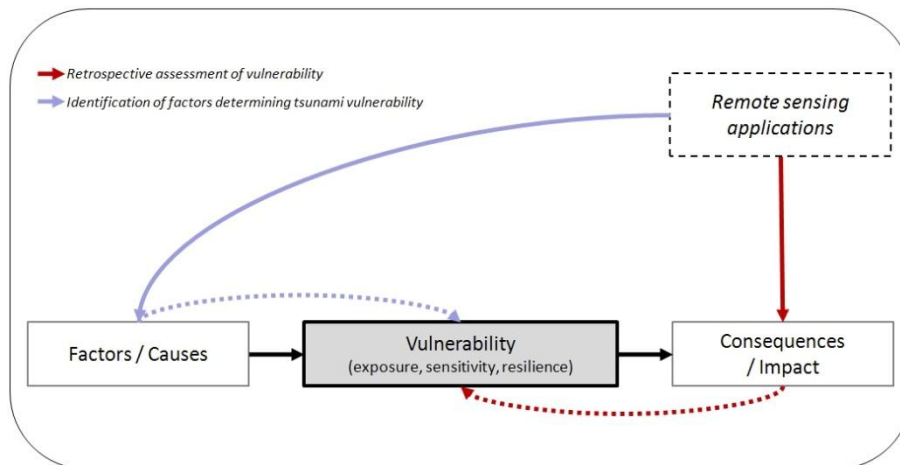 Retrospective assessment of vulnerability
Identification of factors determining tsunami vulnerability
Remote sensing
applications
Factors / Causes
Vulnerability
(exposure, sensitivity, resilience)
Consequences
/ Impact